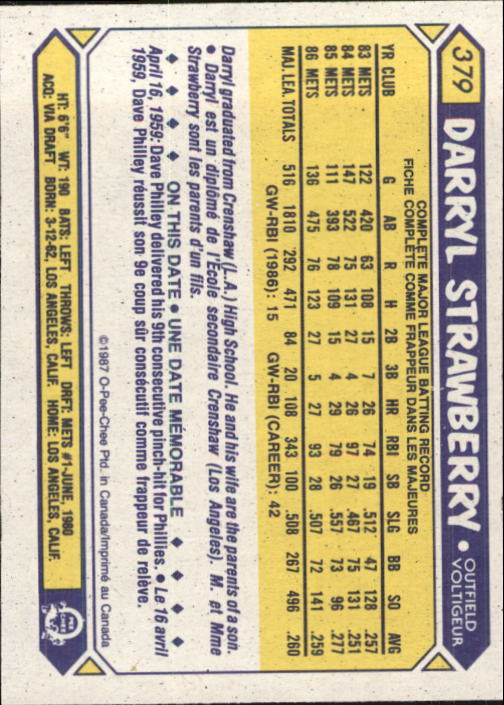 379 DARRYL STRAWBERRY • OUTFIELD
VOLTIGEUR
COMPLETE MAJOR LEAGUE BATTING RECORD
FICHE COMPLÈTE COMME FRAPPEUR DANS LES MAJEURES
YR CLUB G AB R H 2B 3B HR RBI SB SLG BB SO AVG
83 METS 122 420 63 108 15 7 26 74 19 .512 47 128 .257
84 METS 147 522 75 131 27 4 26 97 27 .467 75 131 .251
85 METS 111 393 78 109 15 4 29 79 26 .557 73 96 .277
86 METS 136 475 76 123 27 5 27 93 28 .507 72 141 .259
MAJ. LEA. TOTALS 516 1810 292 471 84 20 108 343 100 .508 267 496 .260
GW-RBI (1986): 15 GW-RBI (CAREER): 42
Darryl graduated from Crenshaw (L.A.) High School. He and his wife are the parents of a son.
• Darryl est un diplômé de l'École secondaire Crenshaw (Los Angeles). M. et Mme
Strawberry sont les parents d'un fils.
♦ ♦ ♦ ♦ ♦ ON THIS DATE • UNE DATE MÉMORABLE ♦ ♦ ♦ ♦ ♦
April 16, 1959: Dave Philley delivered his 9th consecutive pinch-hit for Phillies. • Le 16 avril
1959, Dave Philley réussit son 9e coup sûr consécutif comme frappeur de relève.
©1987 O-Pee-Chee Ptd. in Canada/Imprimé au Canada
HT: 6'6" WT: 190 BATS: LEFT THROWS: LEFT DRFT: METS #1-JUNE, 1980
ACQ: VIA DRAFT BORN: 3-12-62, LOS ANGELES, CALIF. HOME: LOS ANGELES, CALIF.
O
PEE
CHEE